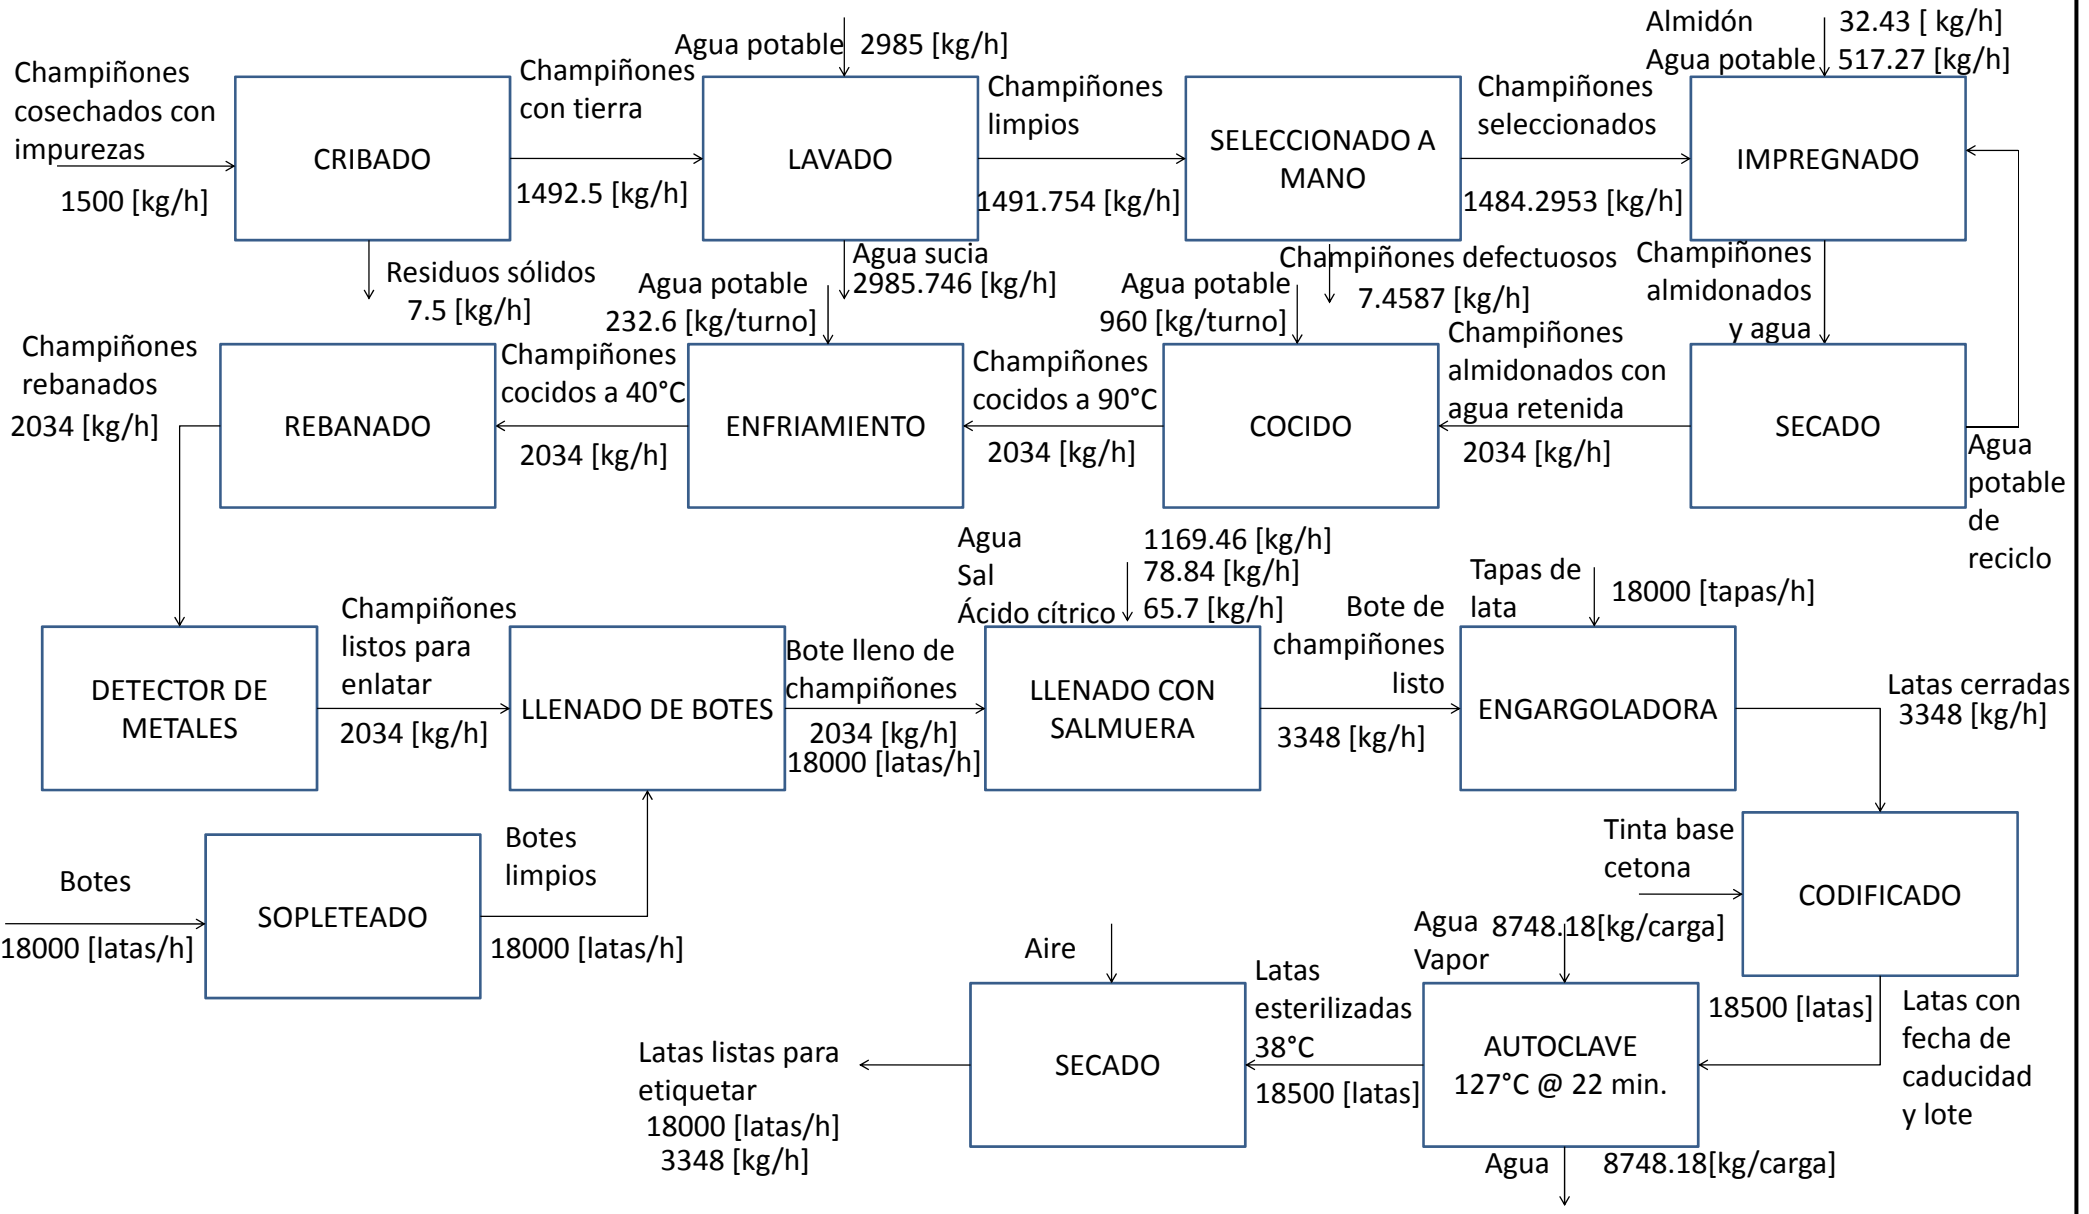 Champiñones
cosechados con
impurezas
1500 [kg/h]
CRIBADO
Residuos sólidos
7.5 [kg/h]
Champiñones
con tierra
1492.5 [kg/h]
Agua potable
2985 [kg/h]
LAVADO
Agua sucia
2985.746 [kg/h]
Champiñones
limpios
1491.754 [kg/h]
SELECCIONADO A
MANO
Champiñones defectuosos
7.4587 [kg/h]
Champiñones
seleccionados
1484.2953 [kg/h]
Almidón
32.43 [ kg/h]
Agua potable
517.27 [kg/h]
IMPREGNADO
Champiñones
almidonados
y agua
SECADO
Agua
potable
de
reciclo
Champiñones
almidonados con
agua retenida
2034 [kg/h]
Agua potable
960 [kg/turno]
COCIDO
Champiñones
cocidos a 90°C
2034 [kg/h]
Agua potable
232.6 [kg/turno]
ENFRIAMIENTO
Champiñones
cocidos a 40°C
2034 [kg/h]
REBANADO
Champiñones
rebanados
2034 [kg/h]
DETECTOR DE
METALES
Champiñones
listos para
enlatar
2034 [kg/h]
LLENADO DE BOTES
Bote lleno de
champiñones
2034 [kg/h]
18000 [latas/h]
Agua
1169.46 [kg/h]
Sal
78.84 [kg/h]
Ácido cítrico
65.7 [kg/h]
LLENADO CON
SALMUERA
Bote de
champiñones
listo
3348 [kg/h]
Tapas de
lata
18000 [tapas/h]
ENGARGOLADORA
Latas cerradas
3348 [kg/h]
Botes
18000 [latas/h]
SOPLETEADO
Botes
limpios
18000 [latas/h]
Tinta base
cetona
CODIFICADO
Latas con
fecha de
caducidad
y lote
18500 [latas]
Agua
8748.18[kg/carga]
Vapor
AUTOCLAVE
127°C @ 22 min.
Agua
8748.18[kg/carga]
Latas
esterilizadas
38°C
18500 [latas]
Aire
SECADO
Latas listas para
etiquetar
18000 [latas/h]
3348 [kg/h]